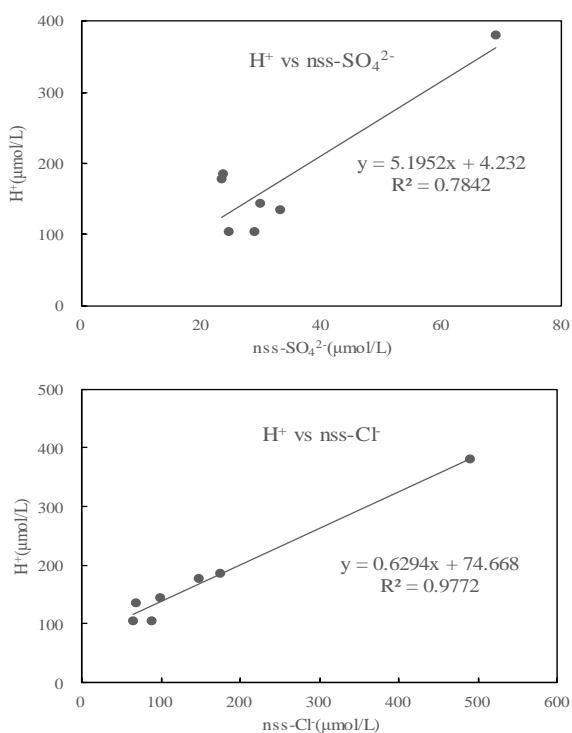 400
H⁺ vs nss-SO₄²⁻
300
H⁺(μmol/L)
200
y = 5.1952x + 4.232
R² = 0.7842
100
0
0 20 40 60 80
nss-SO₄²⁻(μmol/L)
500
H⁺ vs nss-Cl⁻
400
300
H⁺(μmol/L)
200
y = 0.6294x + 74.668
R² = 0.9772
100
0
0 100 200 300 400 500 600
nss-Cl⁻(μmol/L)